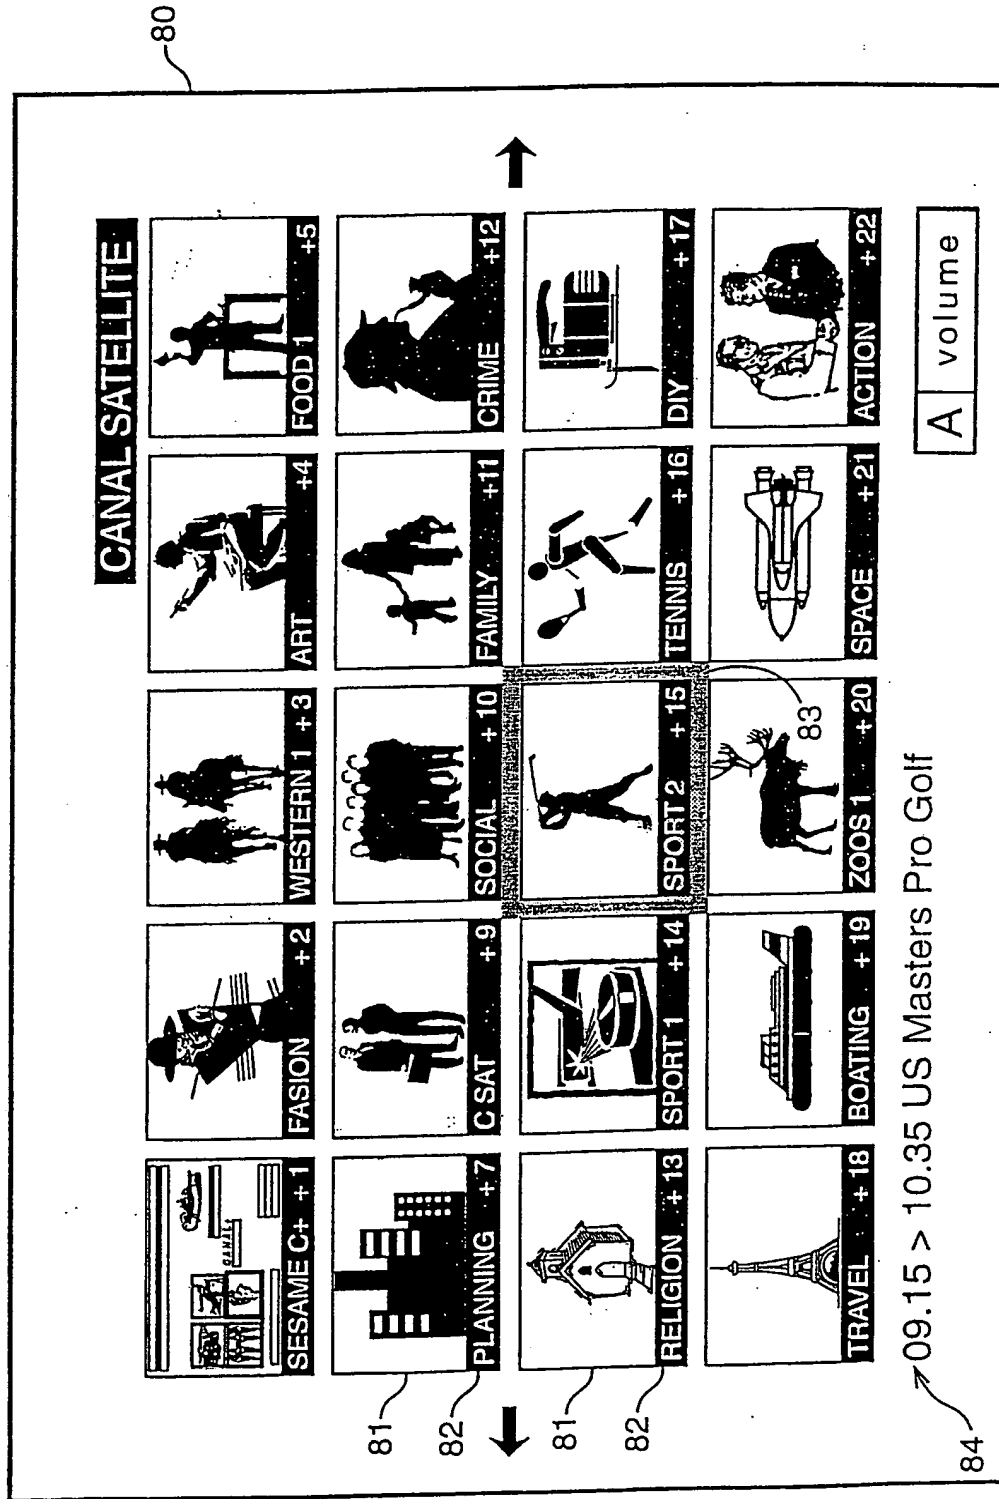 80
CANAL SATELLITE
SESAME C+ +1
FASION +2
WESTERN 1 +3
ART +4
FOOD 1 +5
81
82
PLANNING +7
C SAT +9
SOCIAL +10
FAMILY +11
CRIME +12
81
82
RELIGION +13
SPORT 1 +14
SPORT 2 +15
TENNIS +16
DIY +17
TRAVEL +18
BOATING +19
ZOOS 1 +20
SPACE +21
ACTION +22
83
84
09.15 > 10.35 US Masters Pro Golf
A volume